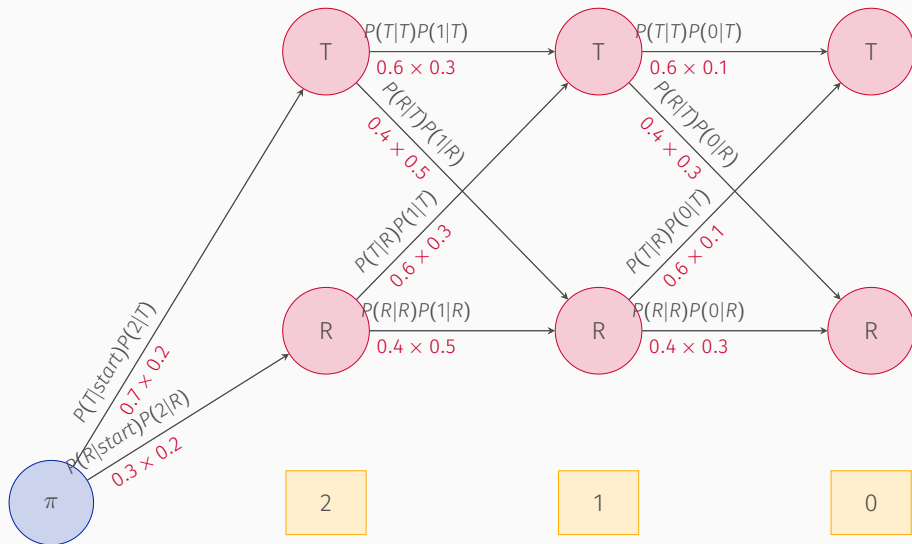 T
P(T|T)P(1|T)
0.6 × 0.3
T
P(T|T)P(0|T)
0.6 × 0.1
T
P(R|T)P(1|R)
0.4 × 0.5
P(R|T)P(0|R)
0.4 × 0.3
P(T|R)P(1|T)
0.6 × 0.3
P(T|R)P(0|T)
0.6 × 0.1
P(T|start)P(2|T)
0.7 × 0.2
R
P(R|R)P(1|R)
0.4 × 0.5
R
P(R|R)P(0|R)
0.4 × 0.3
R
P(R|start)P(2|R)
0.3 × 0.2
π
2
1
0